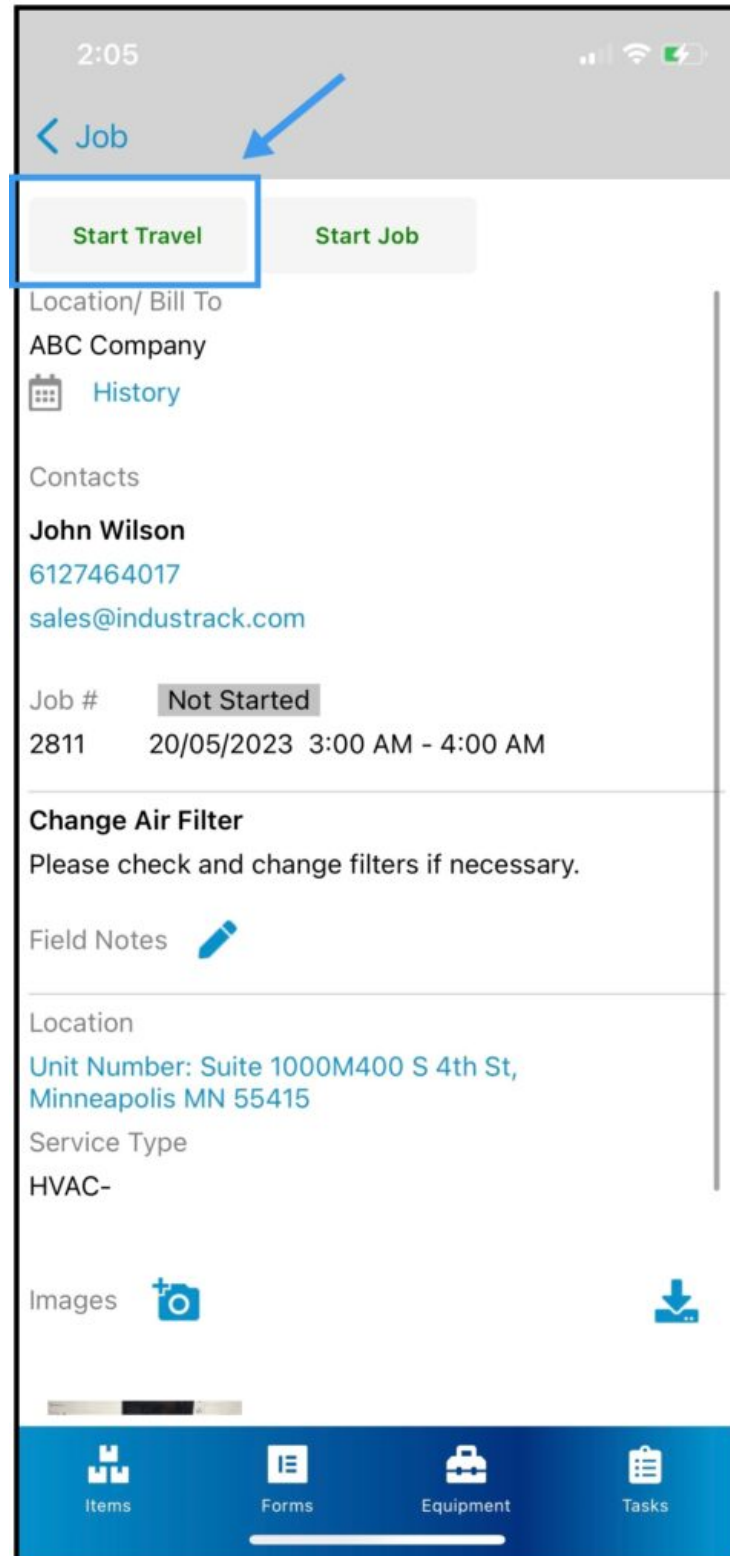 2:05
Job
Start Travel
Start Job
Location/ Bill To
ABC Company
History
Contacts
John Wilson
6127464017
sales@industrack.com
Job # Not Started
2811 20/05/2023 3:00 AM - 4:00 AM
Change Air Filter
Please check and change filters if necessary.
Field Notes
Location
Unit Number: Suite 1000M400 S 4th St,
Minneapolis MN 55415
Service Type
HVAC-
Images
Items
Forms
Equipment
Tasks